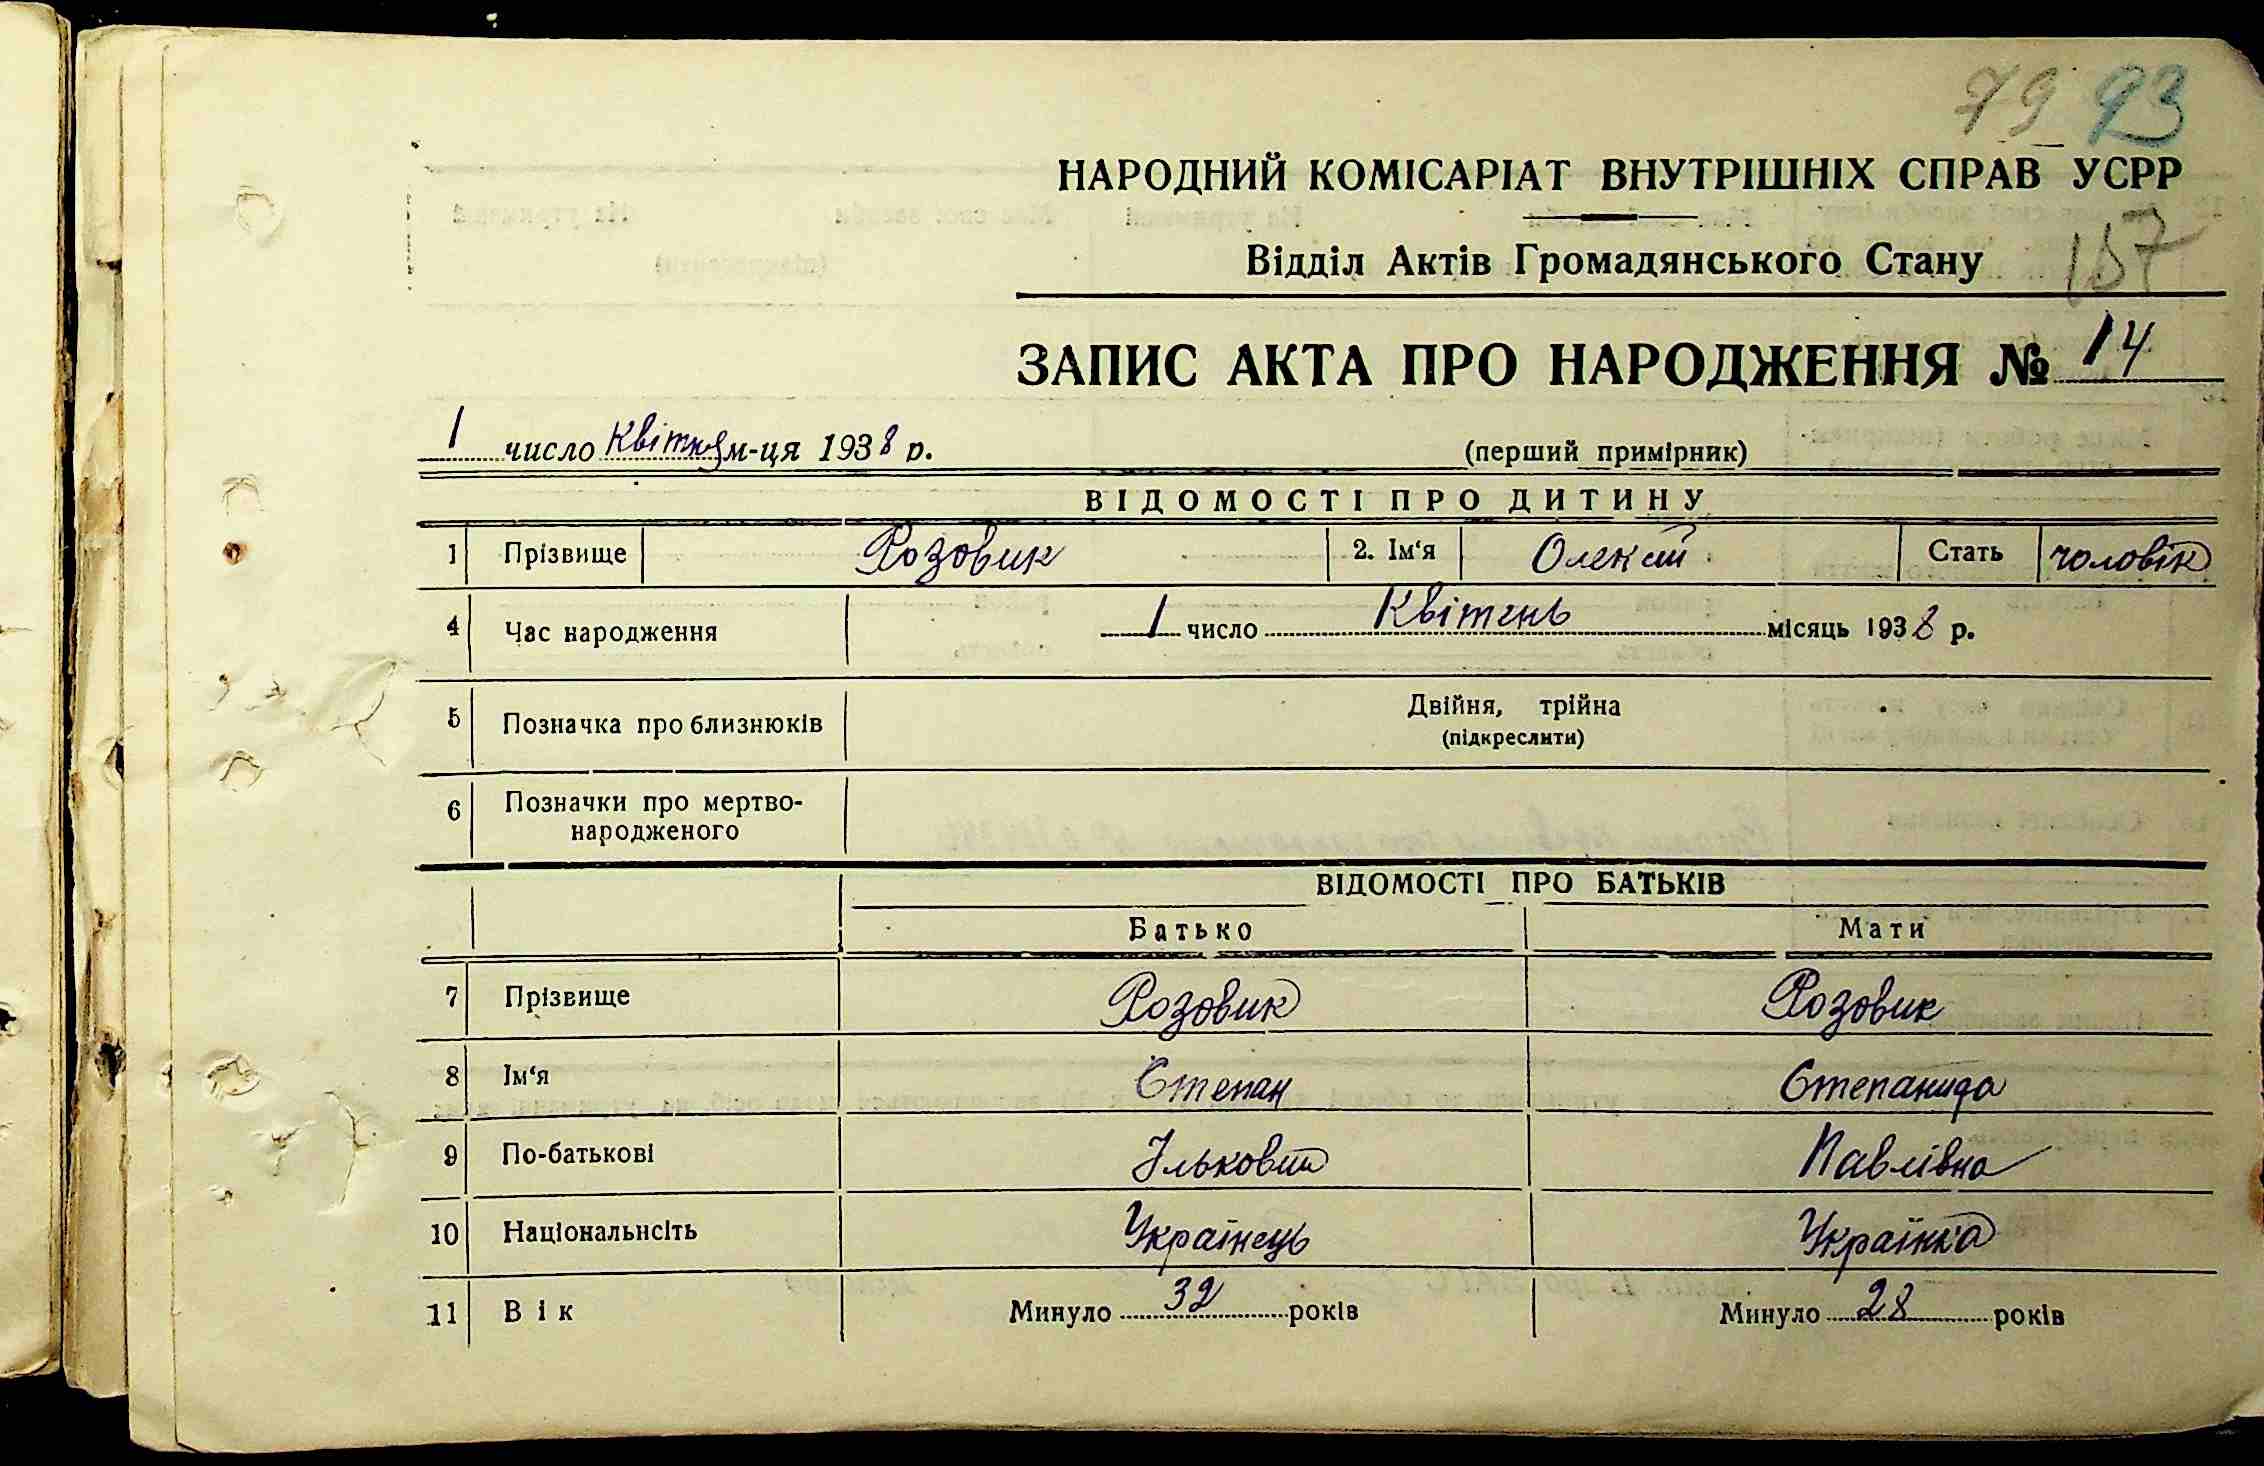 79 93
НАРОДНИЙ КОМІСАРІАТ ВНУТРІШНІХ СПРАВ УСРР
Відділ Актів Громадянського Стану 157
ЗАПИС АКТА ПРО НАРОДЖЕННЯ № 14
1 число Квітня м-ця 1938 р. (перший примірник)
ВІДОМОСТІ ПРО ДИТИНУ
1 Прізвище Розовик 2. Ім‘я Олексій Стать чоловік
4 Час народження 1 число Квітень місяць 1938 р.
5 Позначка про близнюків Двійня, трійна
(підкреслити)
6 Позначки про мертво-
народженого
ВІДОМОСТІ ПРО БАТЬКІВ
Батько Мати
7 Прізвище Розовик Розовик
8 Ім‘я Степан Степанида
9 По-батькові Ількович Павлівна
10 Національнсіть Українець Українка
11 Вік Минуло 32 років Минуло 28 років